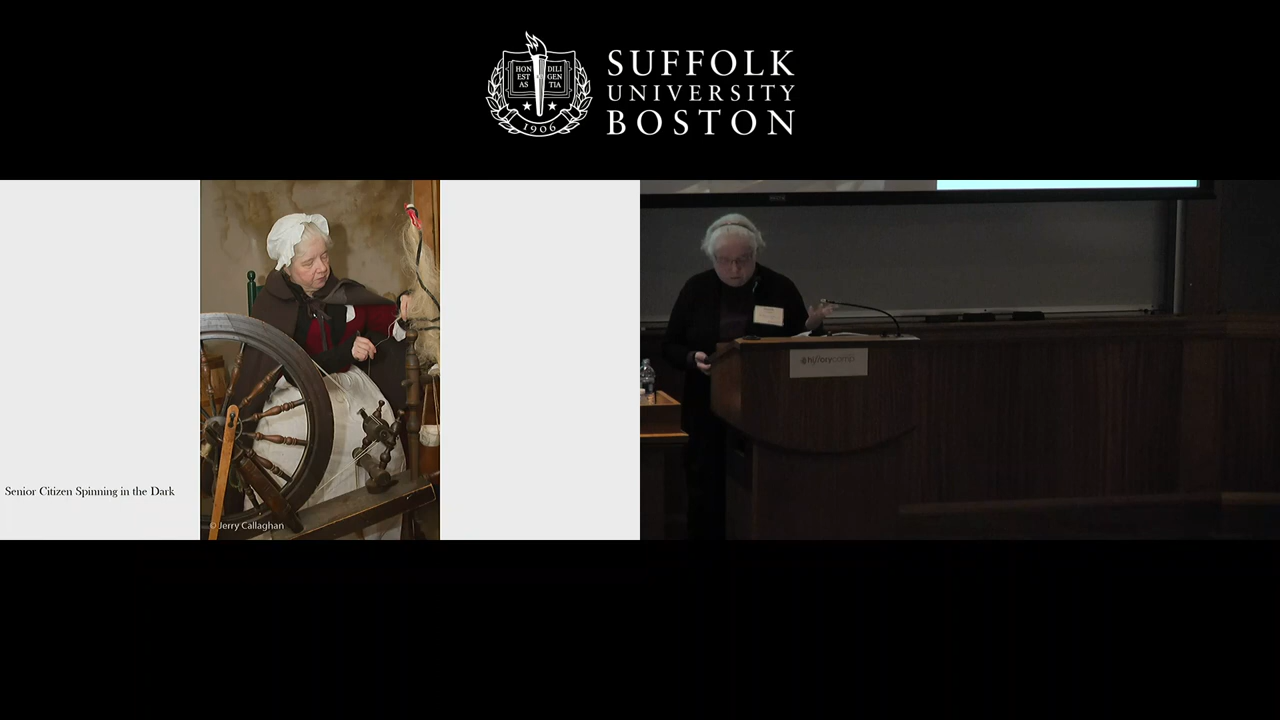 SUFFOLK
UNIVERSITY
BOSTON
HON
EST
AS
DILI
GEN
TIA
1906
Senior Citizen Spinning in the Dark
© Jerry Callaghan